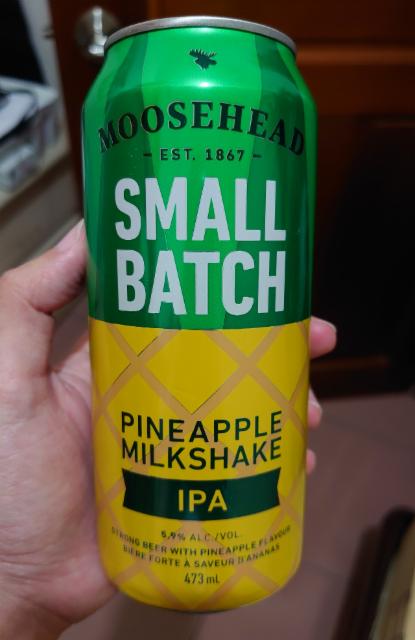 MOOSEHEAD
– EST. 1867 –
SMALL
BATCH
PINEAPPLE
MILKSHAKE
IPA
5.9% ALC./VOL.
STRONG BEER WITH PINEAPPLE FLAVOUR
BIÈRE FORTE À SAVEUR D'ANANAS
473 mL